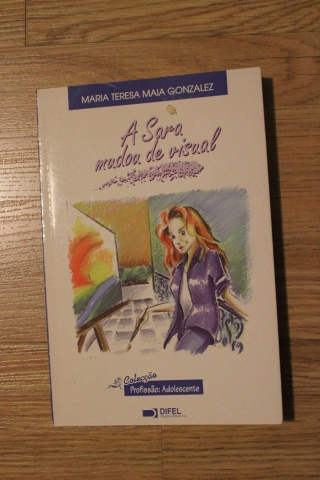 MARIA TERESA MAIA GONZALEZ
A Sara
mudou de visual
Colecção
Profissão: Adolescente
DIFEL